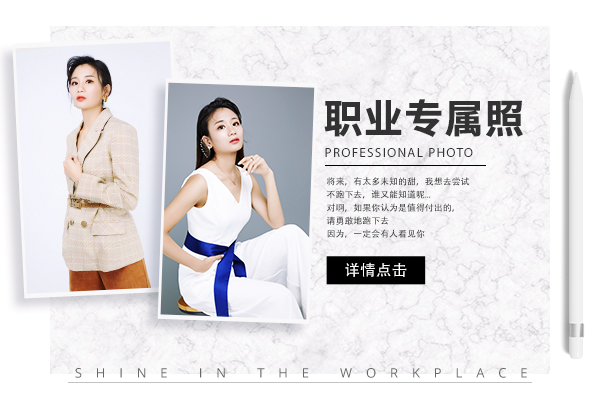 职业专属照
PROFESSIONAL PHOTO
将来，有太多未知的甜，我想去尝试
不跑下去，谁又能知道呢...
对啊，如果你认为是值得付出的，
请勇敢地跑下去
因为，一定会有人看见你
详情点击
SHINE IN THE WORKPLACE